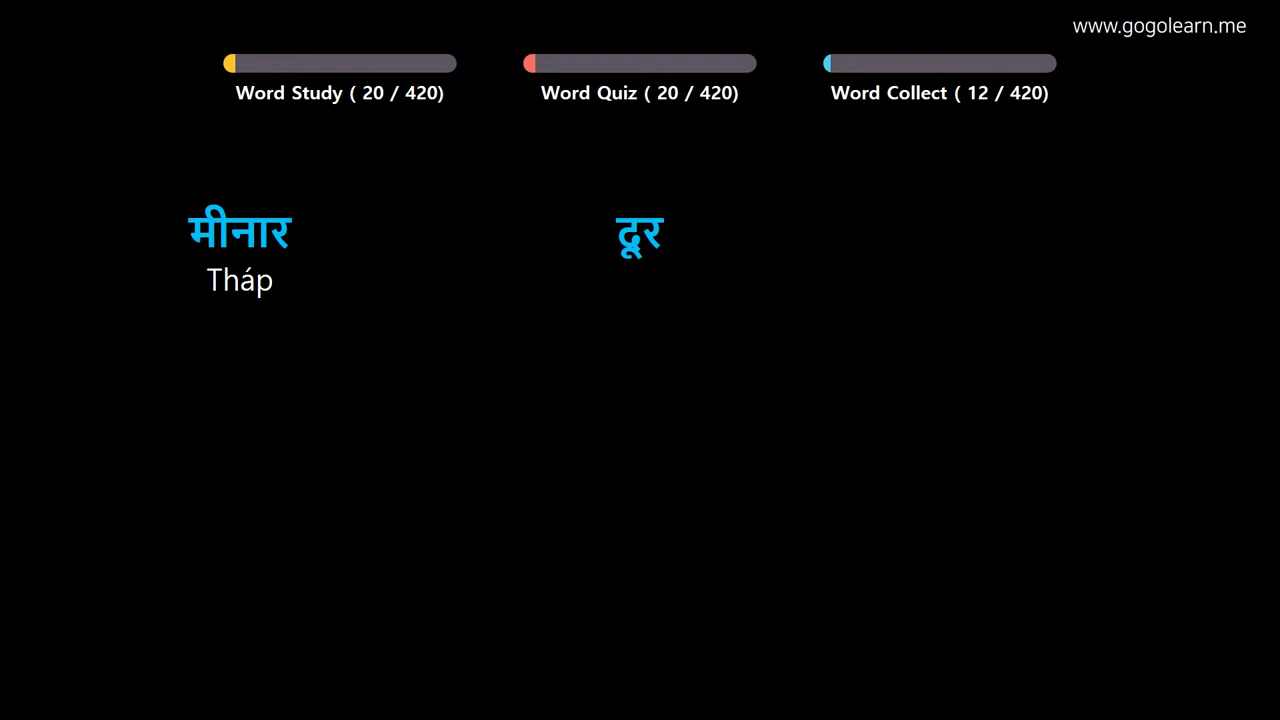 www.gogolearn.me
Word Study ( 20 / 420)
Word Quiz ( 20 / 420)
Word Collect ( 12 / 420)
मीनार
Tháp
दूर